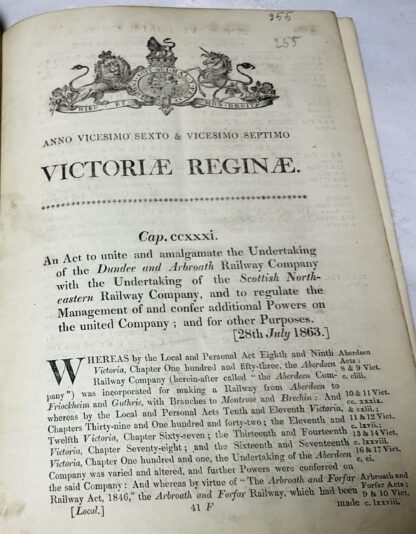 255
255
DIEU ET MON DROIT
ANNO VICESIMO SEXTO & VICESIMO SEPTIMO
VICTORIÆ REGINÆ.
Cap. ccxxxi.
An Act to unite and amalgamate the Undertaking
of the Dundee and Arbroath Railway Company
with the Undertaking of the Scottish North-
eastern Railway Company, and to regulate the
Management of and confer additional Powers on
the united Company; and for other Purposes.
[28th July 1863.]
WHEREAS by the Local and Personal Act Eighth and Ninth
Victoria, Chapter One hundred and fifty-three, the Aberdeen
Railway Company (herein-after called "the Aberdeen Com-
pany") was incorporated for making a Railway from Aberdeen to
Friockheim and Guthrie, with Branches to Montrose and Brechin: And
whereas by the Local and Personal Acts Tenth and Eleventh Victoria,
Chapters Thirty-nine and One hundred and forty-two; the Eleventh and
Twelfth Victoria, Chapter Sixty-seven; the Thirteenth and Fourteenth
Victoria, Chapter Seventy-eight; and the Sixteenth and Seventeenth
Victoria, Chapter One hundred and one, the Undertaking of the Aberdeen
Company was varied and altered, and further Powers were conferred on
the said Company: And whereas by virtue of "The Arbroath and Forfar
Railway Act, 1846," the Arbroath and Forfar Railway, which had been
[Local.] 41 F made
Aberdeen
Acts:
8 & 9 Vict.
c. cliii,
10 & 11 Vict.
cc. xxxix.
& cxlii;
11 & 12 Vict.
c. lxvii;
13 & 14 Vict.
c. lxxviii.
16 & 17 Vict.
c. ci.
Arbroath and
Forfar Acts;
9 & 10 Vict.
c. lxxviii.